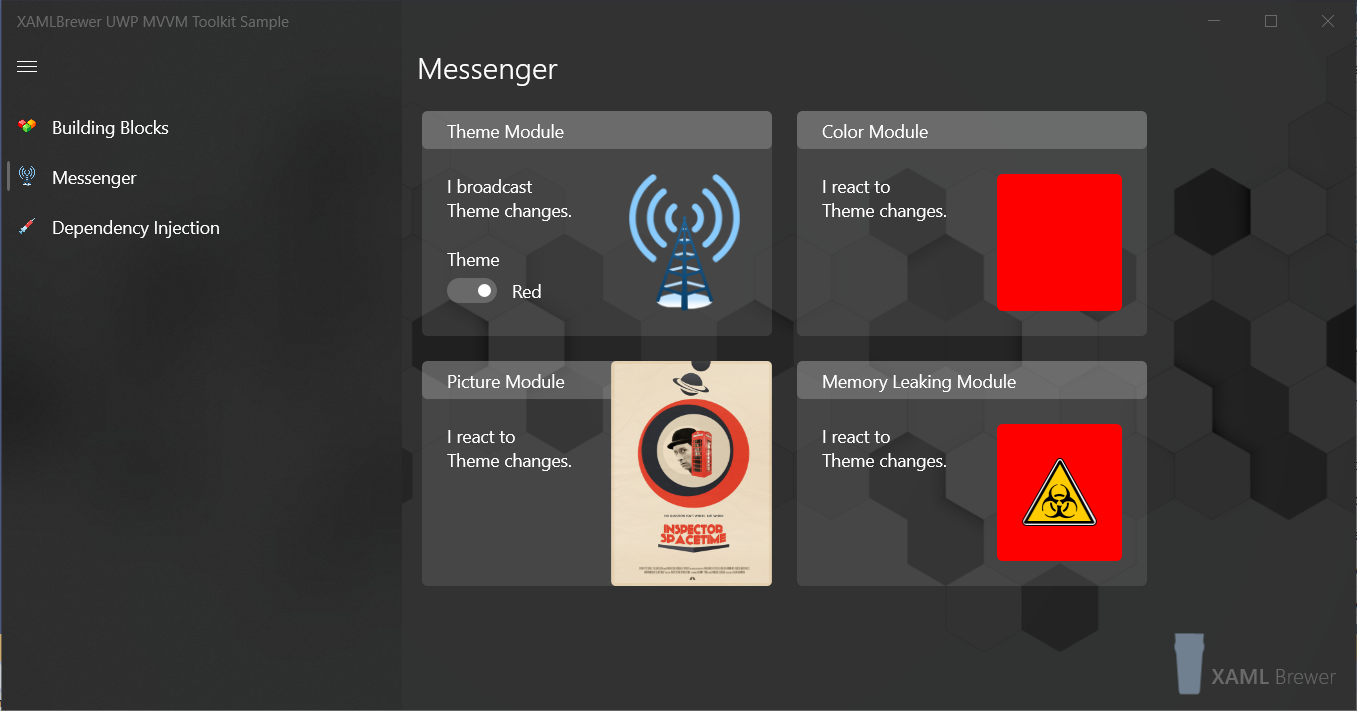 XAMLBrewer UWP MVVM Toolkit Sample
Messenger
Building Blocks
Messenger
Dependency Injection
Theme Module
I broadcast
Theme changes.
Theme
Red
Color Module
I react to
Theme changes.
Picture Module
I react to
Theme changes.
INSPECTOR
SPACETIME
Memory Leaking Module
I react to
Theme changes.
XAML Brewer